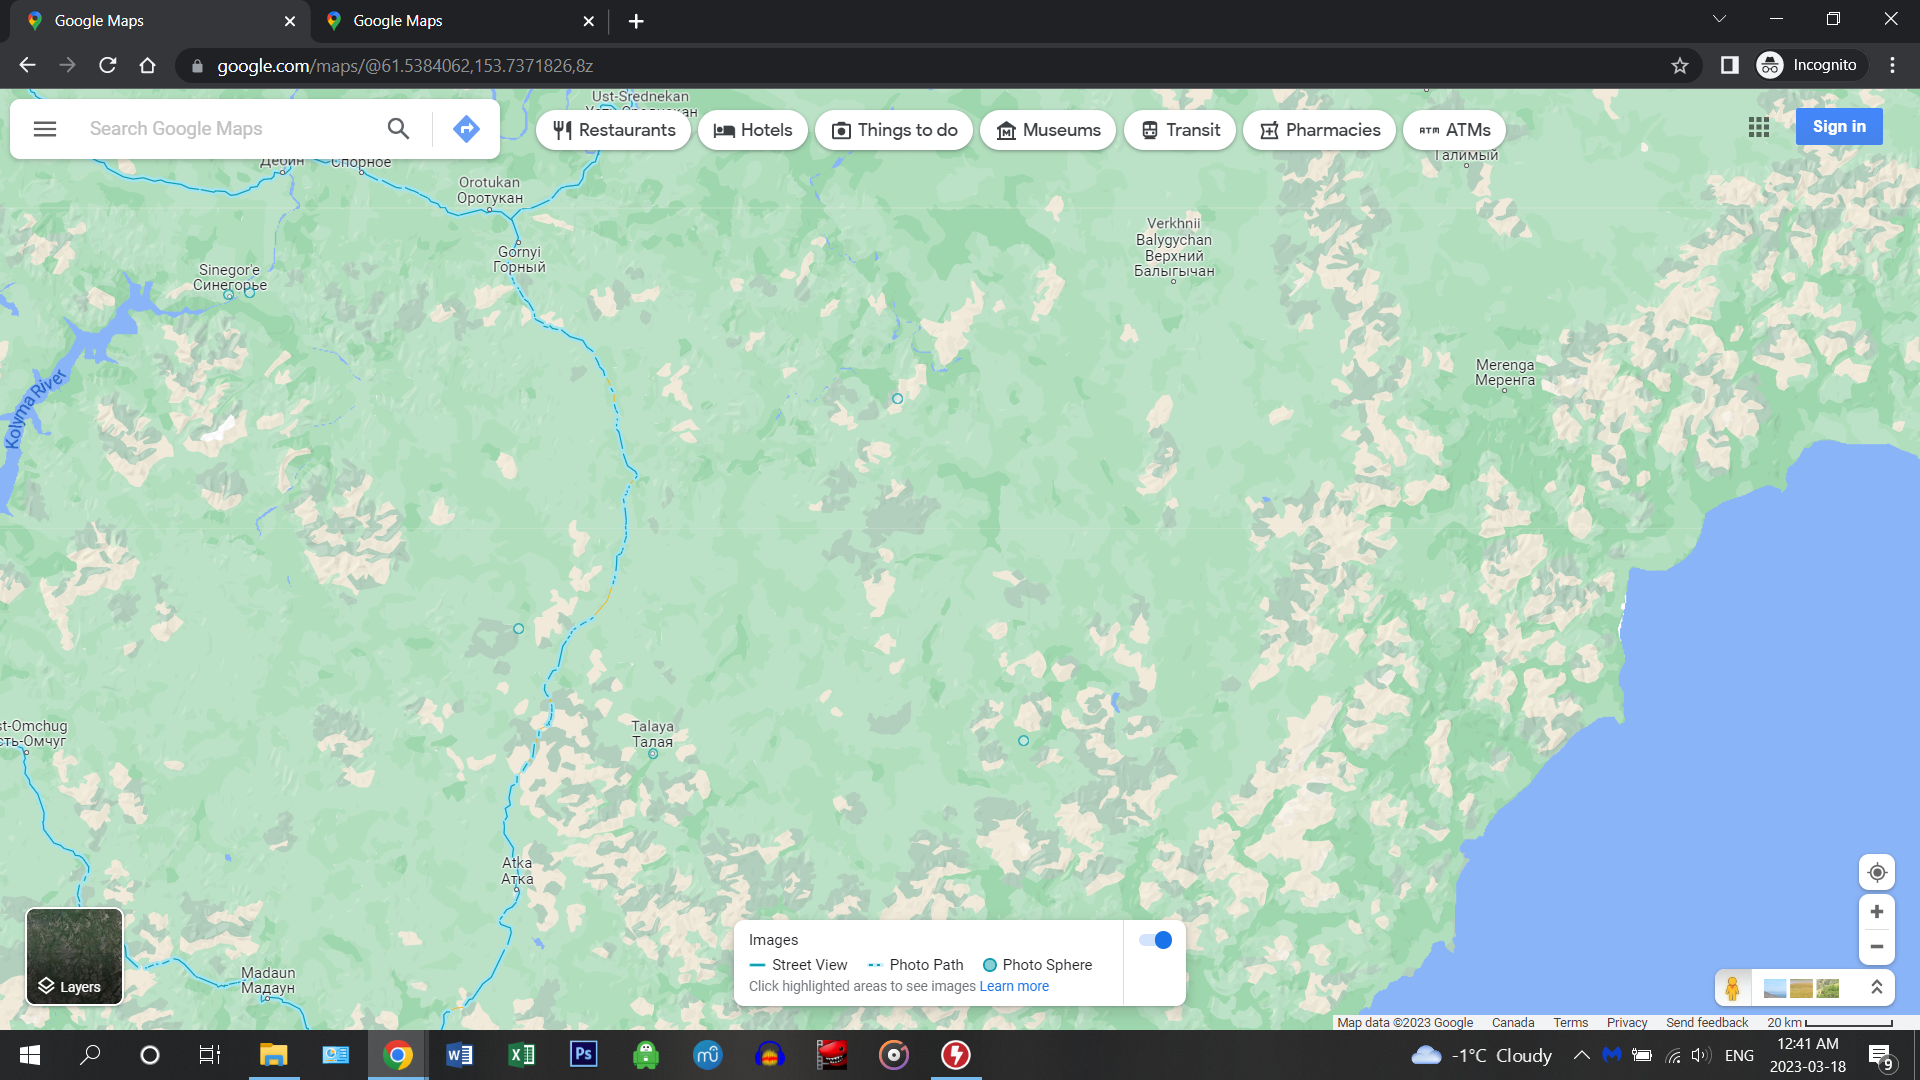 Google Maps
Google Maps
google.com/maps/@61.5384062,153.7371826,8z
Incognito
Search Google Maps
Restaurants
Hotels
Things to do
Museums
Transit
Pharmacies
ATMs
Sign in
Ust-Srednekan
Дебин
Спорное
Orotukan
Оротукан
Галимый
Verkhnii
Balygychan
Верхний
Балыгычан
Gornyi
Горный
Sinegor'e
Синегорье
Kolyma River
Merenga
Меренга
st-Omchug
сть-Омчуг
Talaya
Талая
Atka
Атка
Madaun
Мадаун
Layers
Images
Street View
Photo Path
Photo Sphere
Click highlighted areas to see images Learn more
Map data ©2023 Google
Canada
Terms
Privacy
Send feedback
20 km
-1°C Cloudy
ENG
12:41 AM
2023-03-18
9